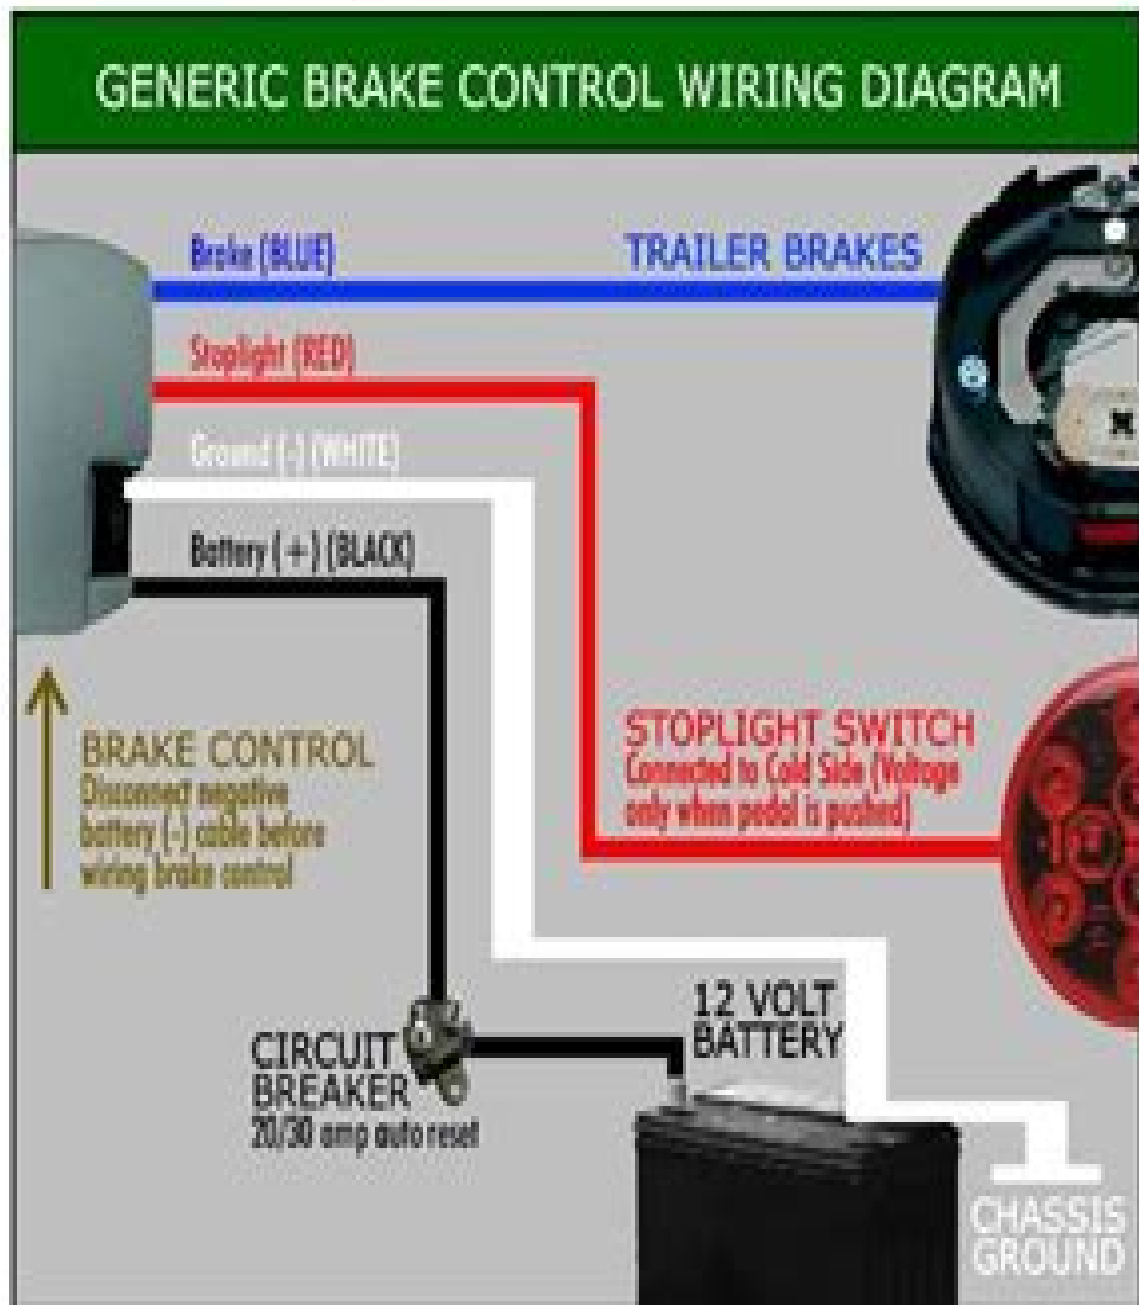 GENERIC BRAKE CONTROL WIRING DIAGRAM
Brake (BLUE)
TRAILER BRAKES
Stoplight (RED)
Ground (-) (WHITE)
Battery (+) (BLACK)
BRAKE CONTROL
Disconnect negative
battery (-) cable before
wiring brake control
STOPLIGHT SWITCH
Connected to Cold Side (Voltage
only when pedal is pushed)
12 VOLT
BATTERY
CIRCUIT
BREAKER
20/30 amp auto reset
CHASSIS
GROUND